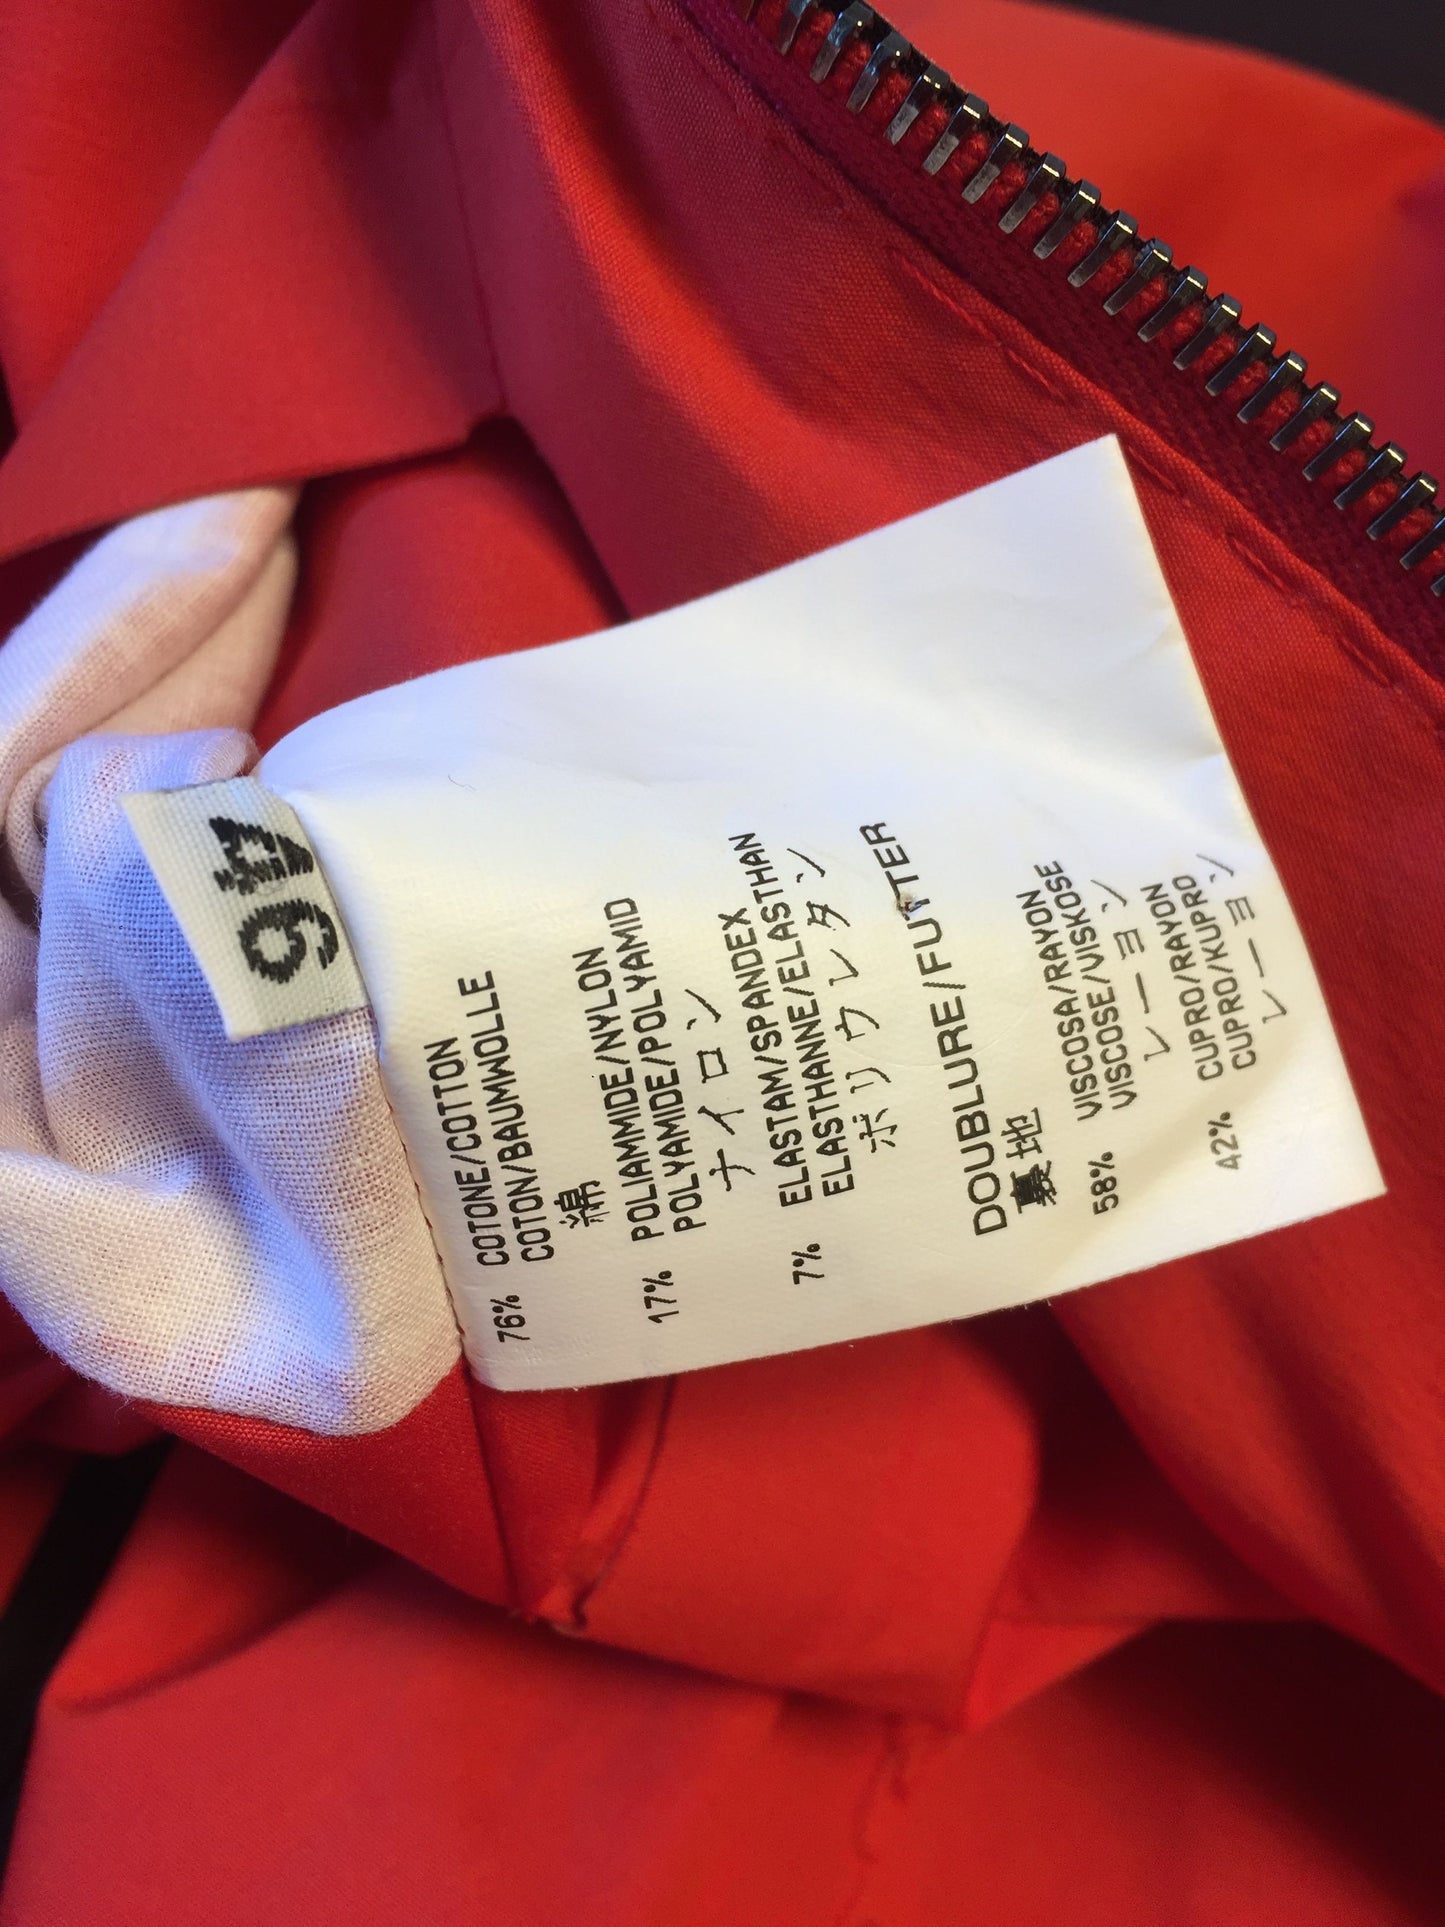 46
76% COTONE/COTTON
COTON/BAUMWOLLE
綿
17% POLIAMMIDE/NYLON
POLYAMIDE/POLYAMID
ナイロン
7% ELASTAM/SPANDEX
ELASTHANNE/ELASTHAN
ポリウレタン
DOUBLURE/FUTTER
裏地
58% VISCOSA/RAYON
VISCOSE/VISKOSE
レーヨン
42% CUPRO/RAYON
CUPRO/KUPRO
レーヨン